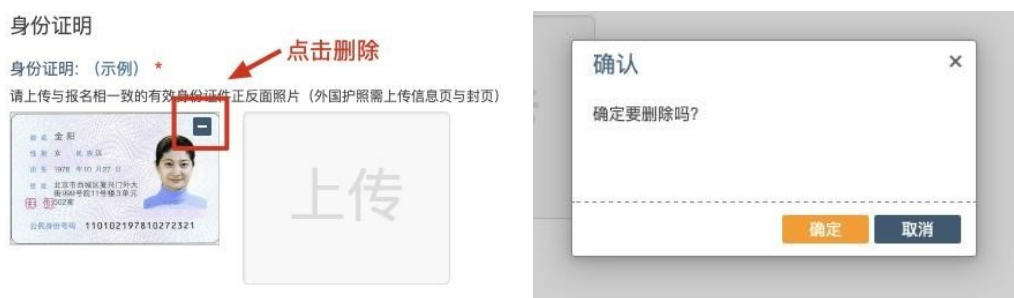 身份证明
点击删除
身份证明：（示例） *
请上传与报名相一致的有效身份证件正反面照片（外国护照需上传信息页与封页）
姓名 金阳
性别 女 民族 汉
出生 1978 年 10 月 27 日
住址 北京市西城区复兴门外大
街999号院11号楼3单元
502室
公民身份号码 110102197810272321
上传
确认
×
确定要删除吗?
确定
取消